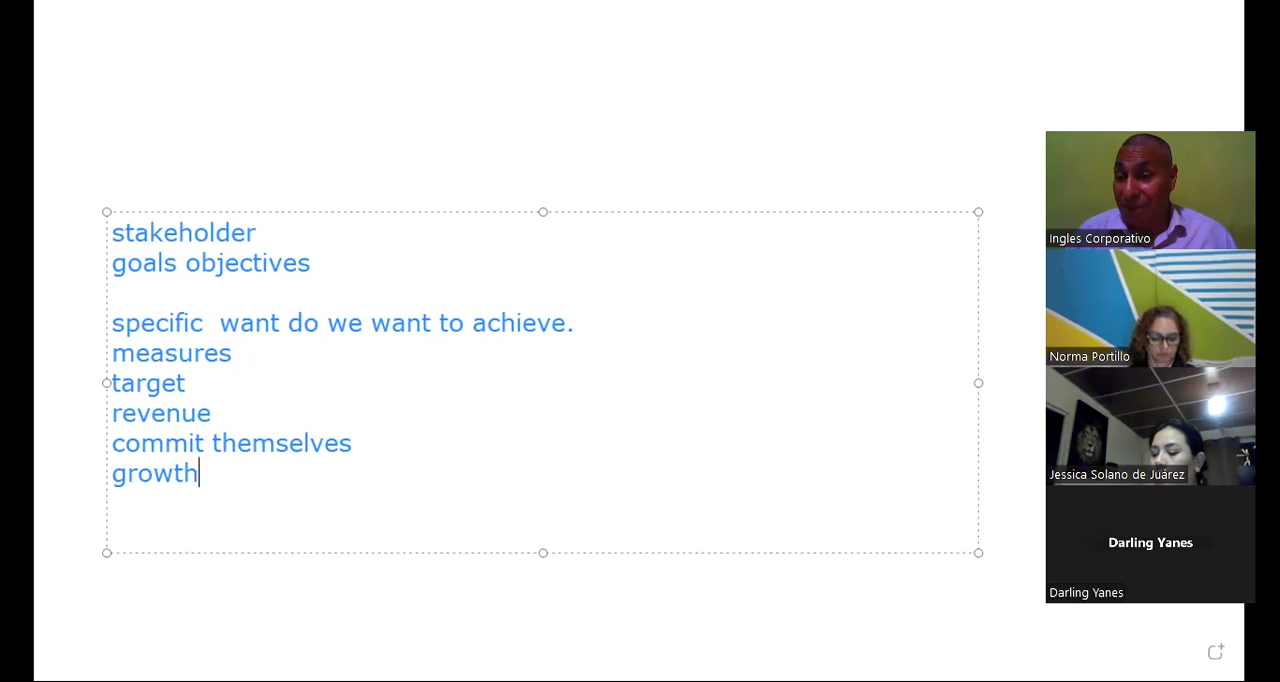 stakeholder
goals objectives
specific  want do we want to achieve.
measures
target
revenue
commit themselves
growth
Ingles Corporativo
Norma Portillo
Jessica Solano de Juárez
Darling Yanes
Darling Yanes